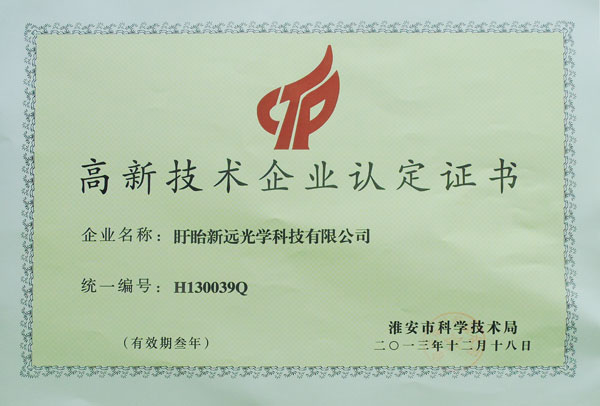 CTP
高新技术企业认定证书
企业名称：盱眙新远光学科技有限公司
统一编号：H130039Q
淮安市科学技术局
（有效期叁年）
二〇一三年十二月十八日